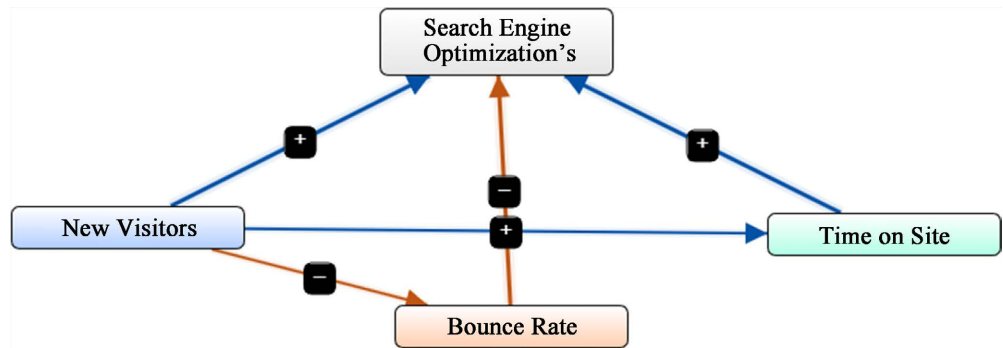 Search Engine
Optimization’s
+
+
−
New Visitors
+
Time on Site
−
Bounce Rate